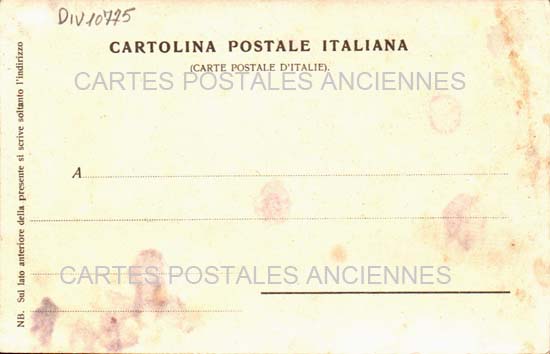 DIV10775
CARTOLINA POSTALE ITALIANA
(CARTE POSTALE D'ITALIE).
CARTES POSTALES ANCIENNES
A
CARTES POSTALES ANCIENNES
NB. Sul lato anteriore della presente si scrive soltanto l'indirizzo